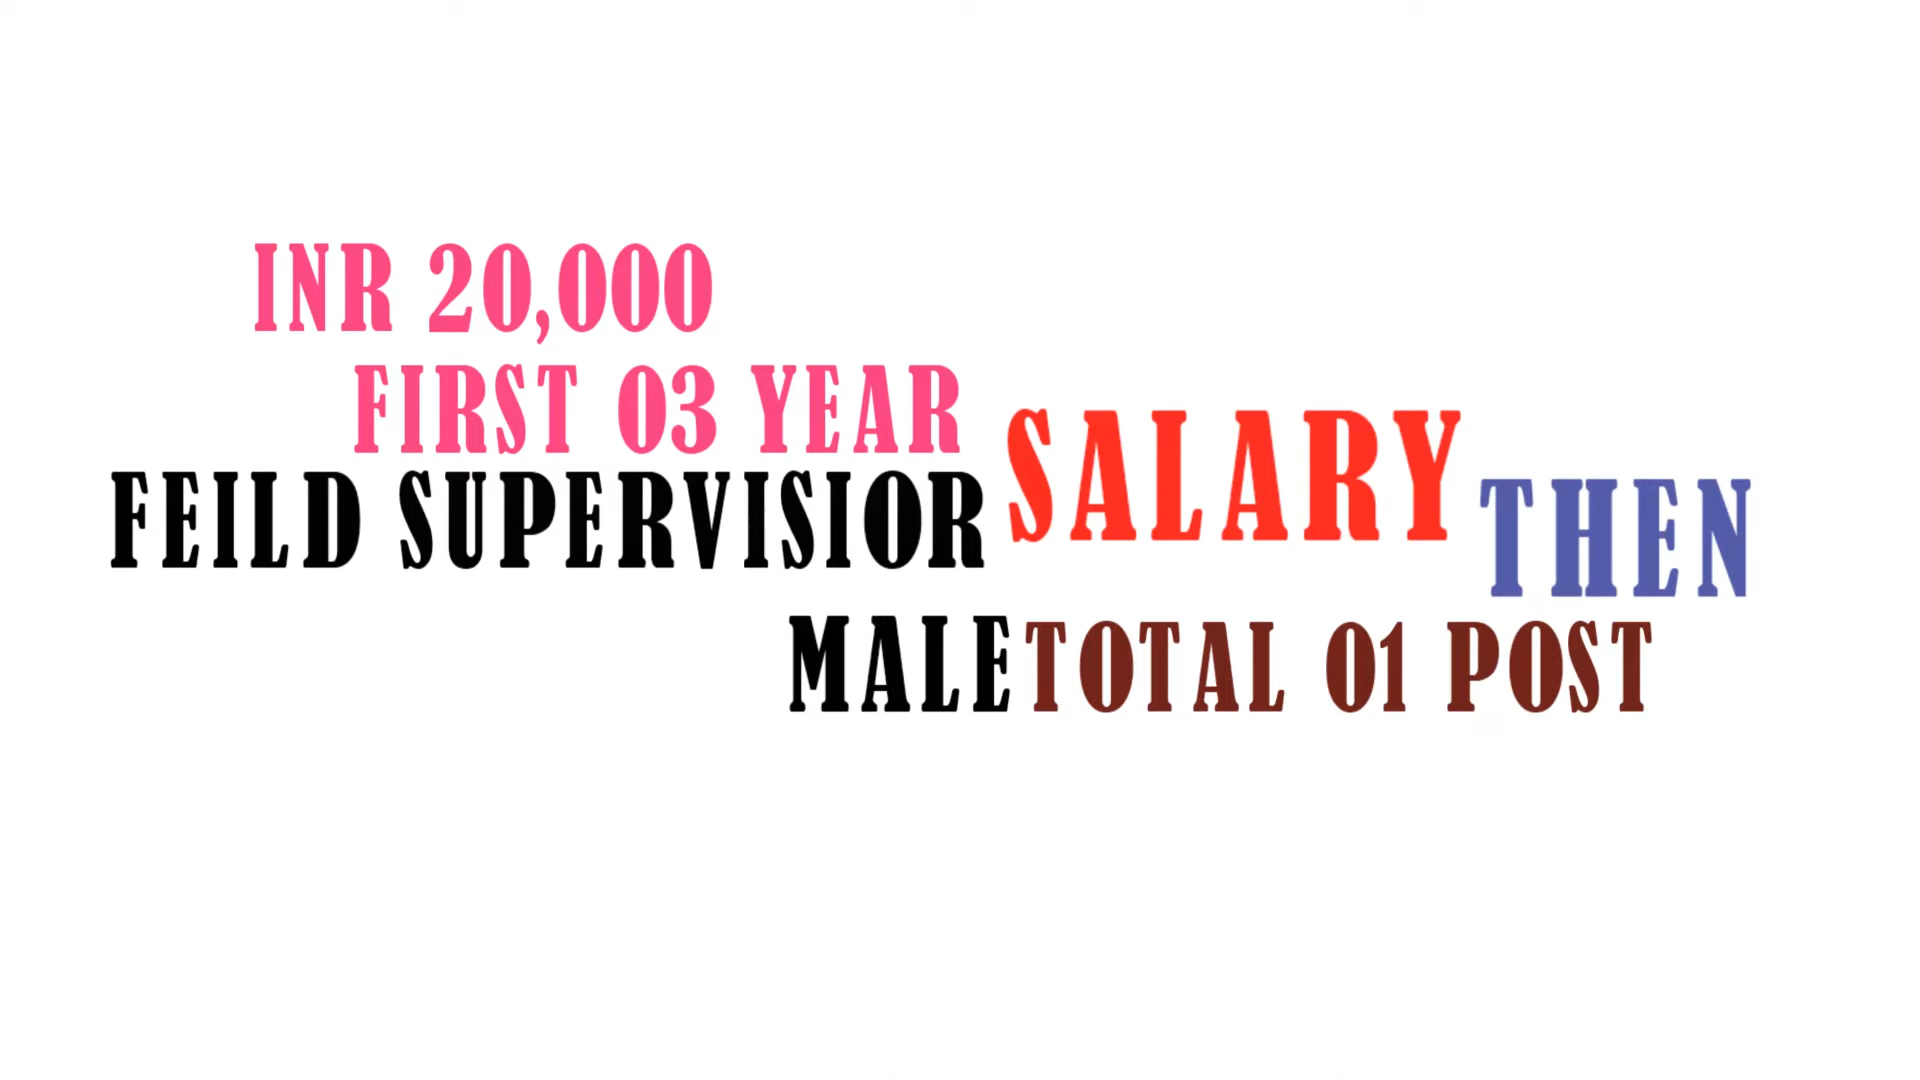 INR 20,000
FIRST 03 YEAR
FEILD SUPERVISIOR
SALARY
THEN
MALE
TOTAL 01 POST